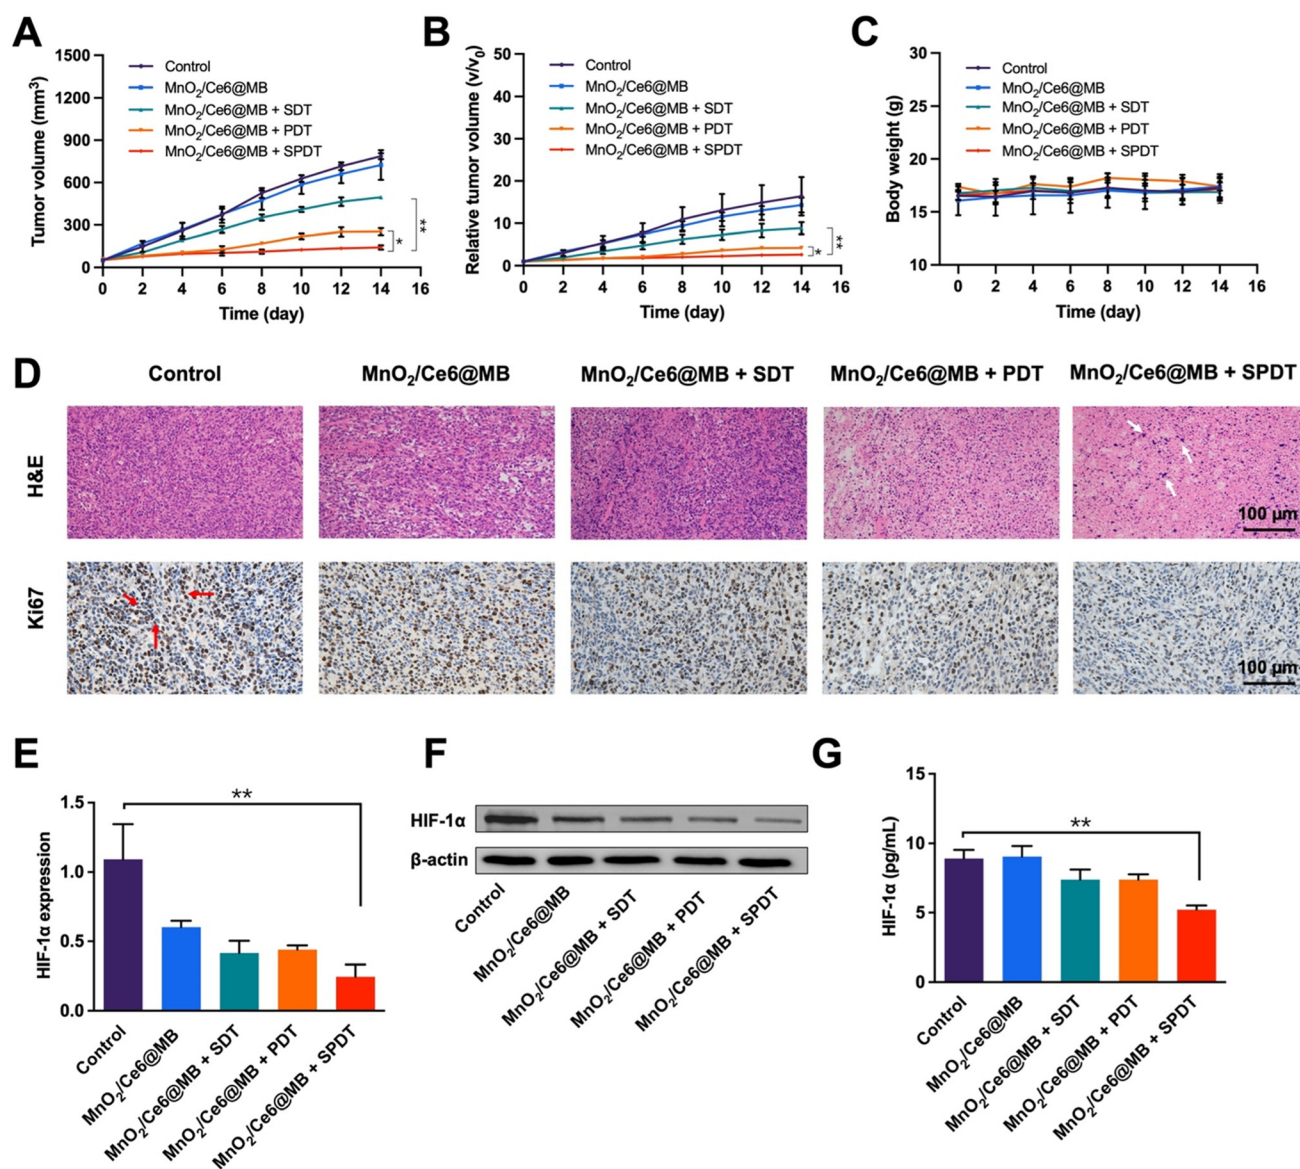 A
Tumor volume (mm³)
1500
1200
900
600
300
0
Control
MnO₂/Ce6@MB
MnO₂/Ce6@MB + SDT
MnO₂/Ce6@MB + PDT
MnO₂/Ce6@MB + SPDT
*
**
0 2 4 6 8 10 12 14 16
Time (day)
B
Relative tumor volume (v/v₀)
50
40
30
20
10
0
Control
MnO₂/Ce6@MB
MnO₂/Ce6@MB + SDT
MnO₂/Ce6@MB + PDT
MnO₂/Ce6@MB + SPDT
*
**
0 2 4 6 8 10 12 14 16
Time (day)
C
Body weight (g)
30
25
20
15
10
Control
MnO₂/Ce6@MB
MnO₂/Ce6@MB + SDT
MnO₂/Ce6@MB + PDT
MnO₂/Ce6@MB + SPDT
0 2 4 6 8 10 12 14 16
Time (day)
D
Control MnO₂/Ce6@MB MnO₂/Ce6@MB + SDT MnO₂/Ce6@MB + PDT MnO₂/Ce6@MB + SPDT
H&E
100 μm
Ki67
100 μm
E
HIF-1α expression
1.5
1.0
0.5
0.0
**
Control
MnO₂/Ce6@MB
MnO₂/Ce6@MB + SDT
MnO₂/Ce6@MB + PDT
MnO₂/Ce6@MB + SPDT
F
HIF-1α
β-actin
Control
MnO₂/Ce6@MB
MnO₂/Ce6@MB + SDT
MnO₂/Ce6@MB + PDT
MnO₂/Ce6@MB + SPDT
G
HIF-1α (pg/mL)
15
10
5
0
**
Control
MnO₂/Ce6@MB
MnO₂/Ce6@MB + SDT
MnO₂/Ce6@MB + PDT
MnO₂/Ce6@MB + SPDT